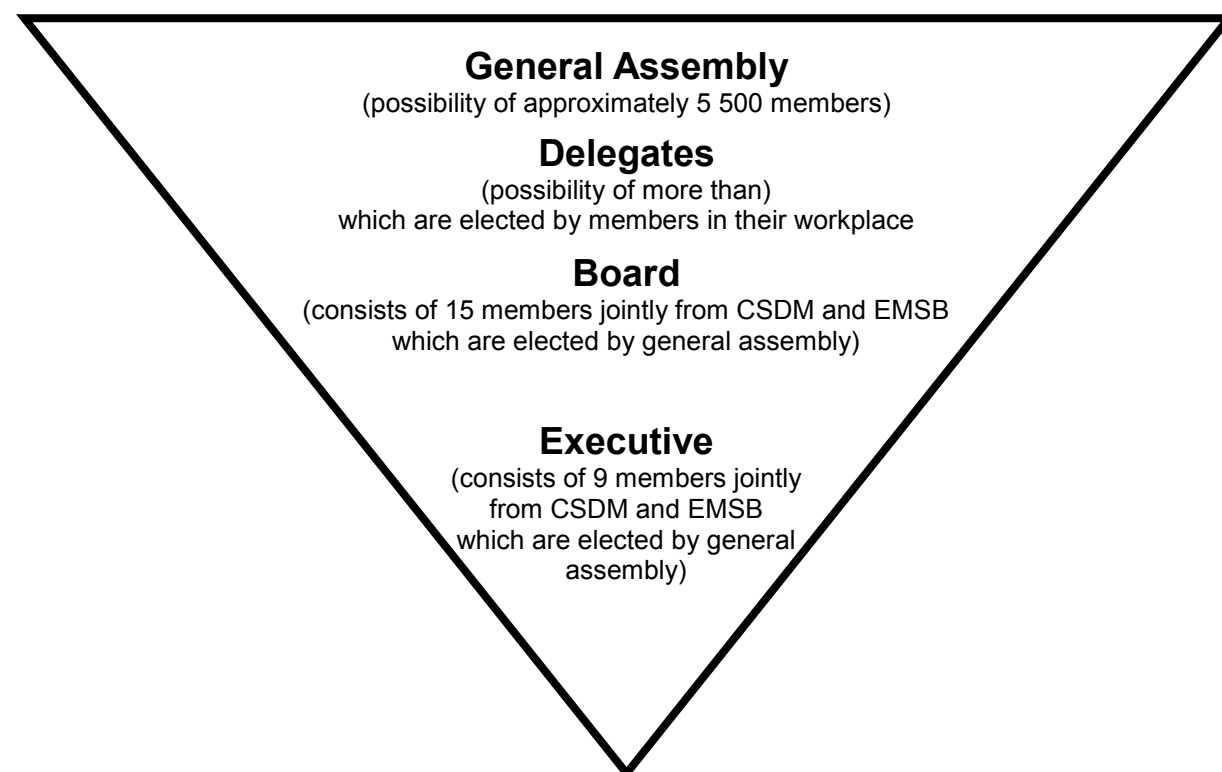 General Assembly
(possibility of approximately 5 500 members)
Delegates
(possibility of more than)
which are elected by members in their workplace
Board
(consists of 15 members jointly from CSDM and EMSB
which are elected by general assembly)
Executive
(consists of 9 members jointly
from CSDM and EMSB
which are elected by general
assembly)